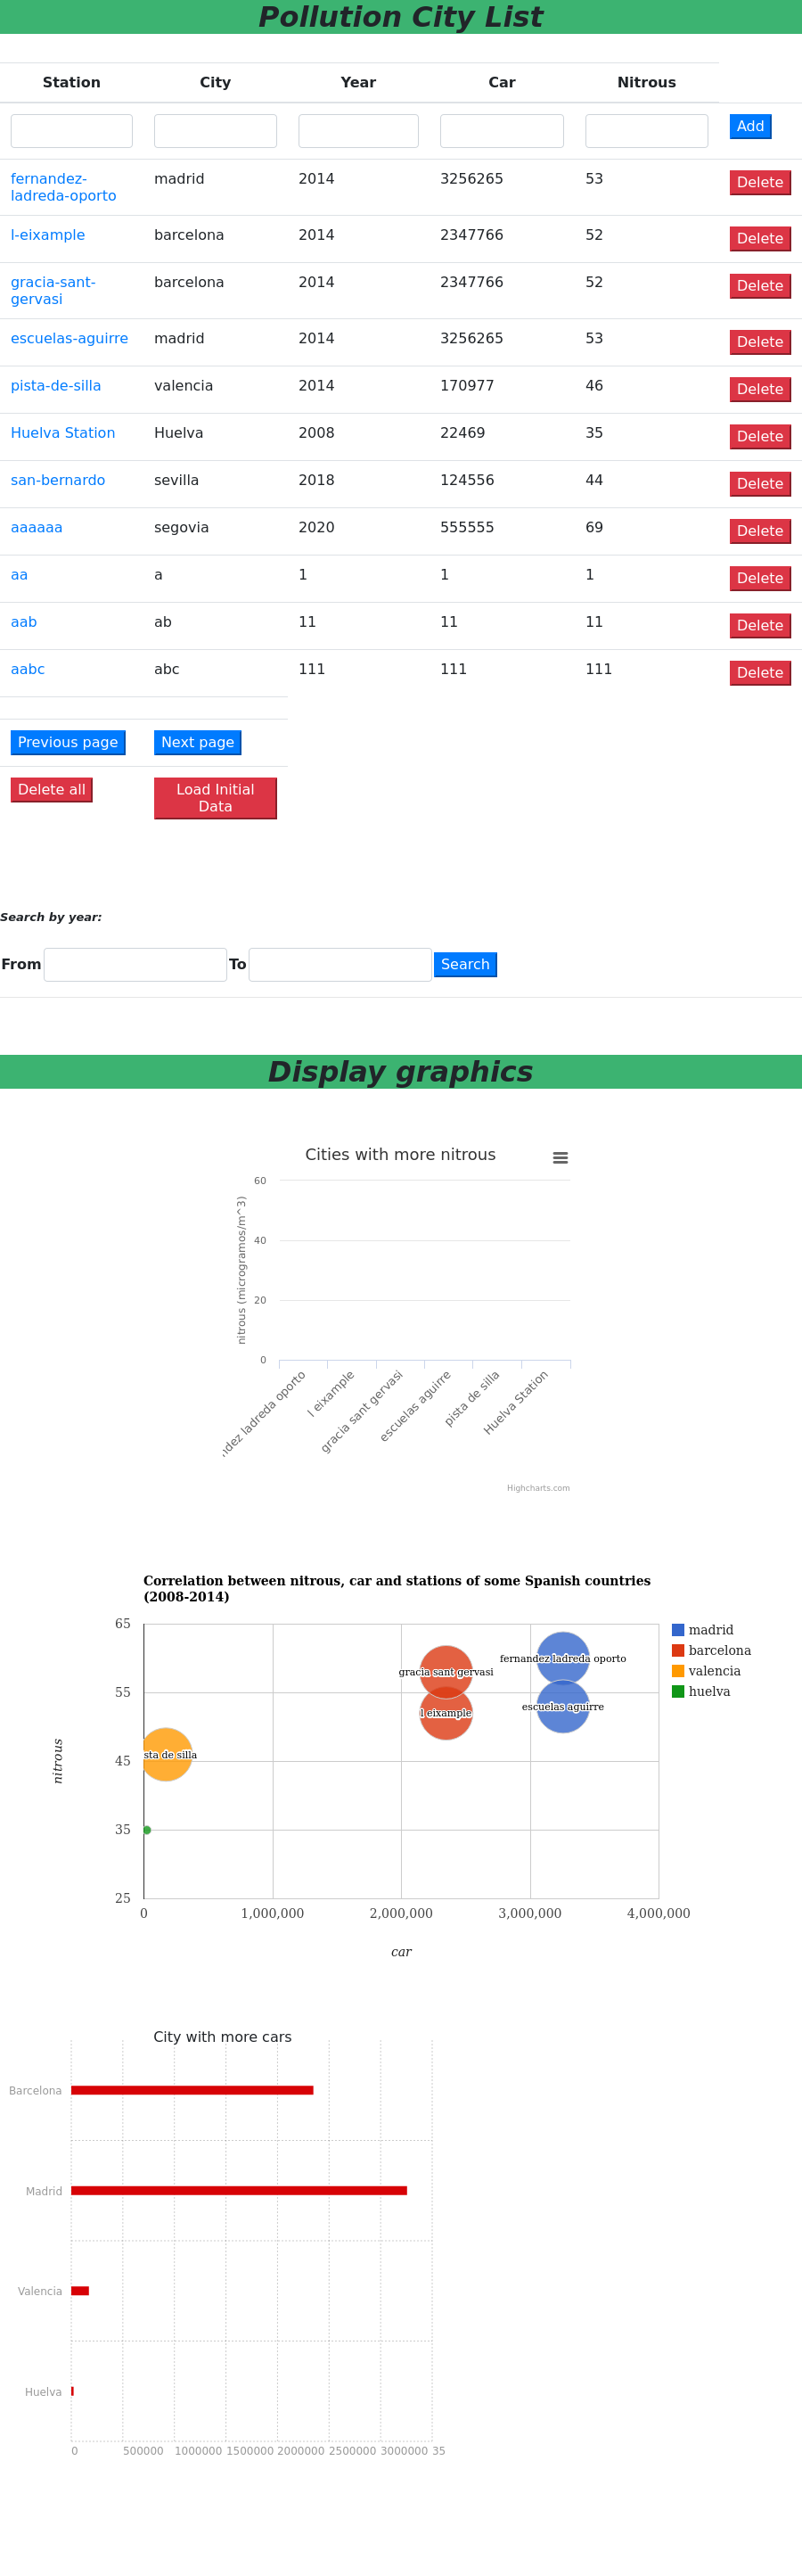 Pollution City List
Station City Year Car Nitrous
Add
fernandez-
ladreda-oporto madrid 2014 3256265 53 Delete
l-eixample barcelona 2014 2347766 52 Delete
gracia-sant-
gervasi barcelona 2014 2347766 52 Delete
escuelas-aguirre madrid 2014 3256265 53 Delete
pista-de-silla valencia 2014 170977 46 Delete
Huelva Station Huelva 2008 22469 35 Delete
san-bernardo sevilla 2018 124556 44 Delete
aaaaaa segovia 2020 555555 69 Delete
aa a 1 1 1 Delete
aab ab 11 11 11 Delete
aabc abc 111 111 111 Delete
Previous page Next page
Delete all Load Initial
Data
Search by year:
From To Search
Display graphics
Cities with more nitrous
nitrous (microgramos/m^3)
60
40
20
0
ndez ladreda oporto
l eixample
gracia sant gervasi
escuelas aguirre
pista de silla
Huelva Station
Highcharts.com
Correlation between nitrous, car and stations of some Spanish countries
(2008-2014)
65
55
45
35
25
nitrous
fernandez ladreda oporto
gracia sant gervasi
escuelas aguirre
l eixample
sta de silla
madrid
barcelona
valencia
huelva
0 1,000,000 2,000,000 3,000,000 4,000,000
car
City with more cars
Barcelona
Madrid
Valencia
Huelva
0 500000 1000000 1500000 2000000 2500000 3000000 35